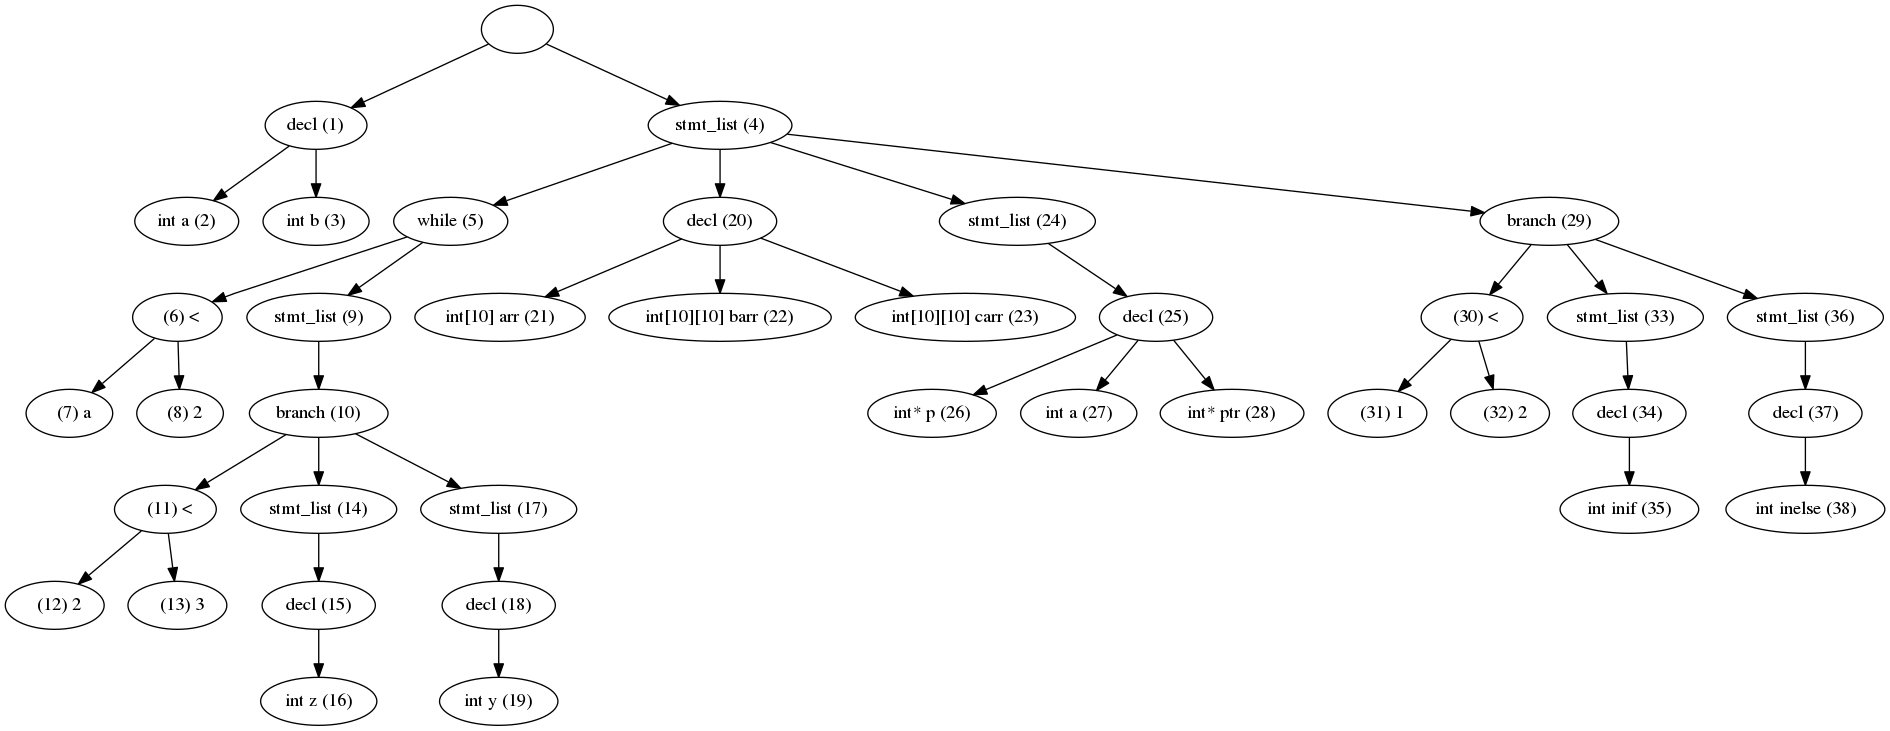 decl (1)
stmt_list (4)
int a (2)
int b (3)
while (5)
decl (20)
stmt_list (24)
branch (29)
(6) <
stmt_list (9)
int[10] arr (21)
int[10][10] barr (22)
int[10][10] carr (23)
decl (25)
(30) <
stmt_list (33)
stmt_list (36)
(7) a
(8) 2
branch (10)
int* p (26)
int a (27)
int* ptr (28)
(31) 1
(32) 2
decl (34)
decl (37)
(11) <
stmt_list (14)
stmt_list (17)
int inif (35)
int inelse (38)
(12) 2
(13) 3
decl (15)
decl (18)
int z (16)
int y (19)